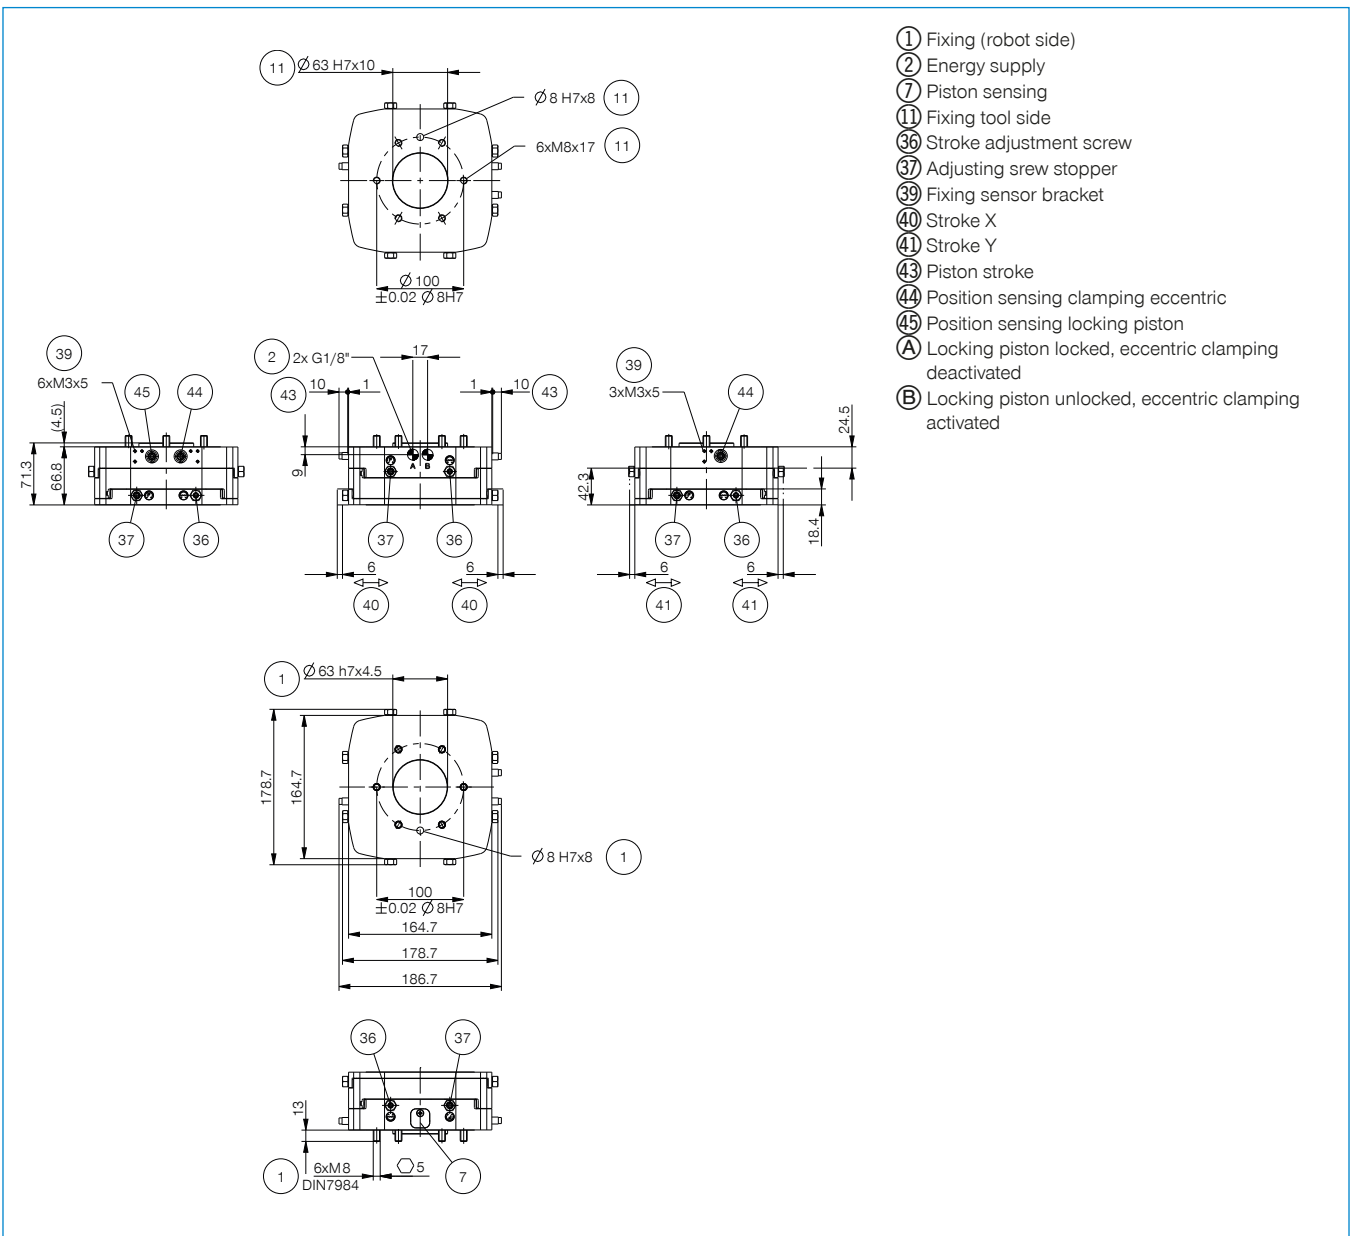 11 Ø 63 H7x10
Ø 8 H7x8 11
6xM8x17 11
Ø 100
±0.02 Ø 8H7
1 Fixing (robot side)
2 Energy supply
7 Piston sensing
11 Fixing tool side
36 Stroke adjustment screw
37 Adjusting srew stopper
39 Fixing sensor bracket
40 Stroke X
41 Stroke Y
43 Piston stroke
44 Position sensing clamping eccentric
45 Position sensing locking piston
A Locking piston locked, eccentric clamping
deactivated
B Locking piston unlocked, eccentric clamping
activated
39
6xM3x5
45
44
(4.5)
71.3
66.8
37
36
2 2x G1/8"
17
43
10
1
1
10
43
9
A B
37
36
6
6
40
40
39
3xM3x5
44
24.5
42.3
18.4
37
36
6
6
41
41
1 Ø 63 h7x4.5
178.7
164.7
Ø 8 H7x8 1
100
±0.02 Ø 8H7
164.7
178.7
186.7
36
37
13
1
6xM8
DIN7984
5
7